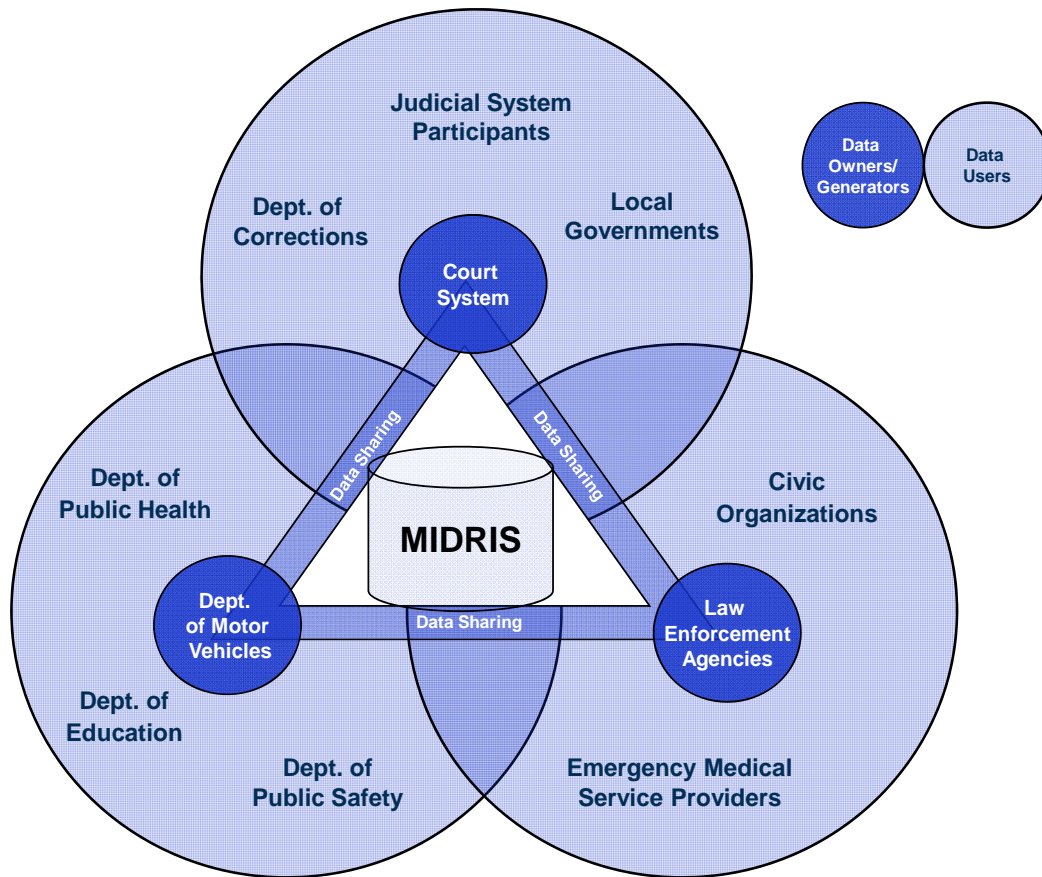 Judicial System
Participants
Data
Owners/
Generators
Data
Users
Dept. of
Corrections
Local
Governments
Court
System
Data Sharing
Data Sharing
Dept. of
Public Health
Civic
Organizations
MIDRIS
Dept.
of Motor
Vehicles
Data Sharing
Law
Enforcement
Agencies
Dept. of
Education
Dept. of
Public Safety
Emergency Medical
Service Providers